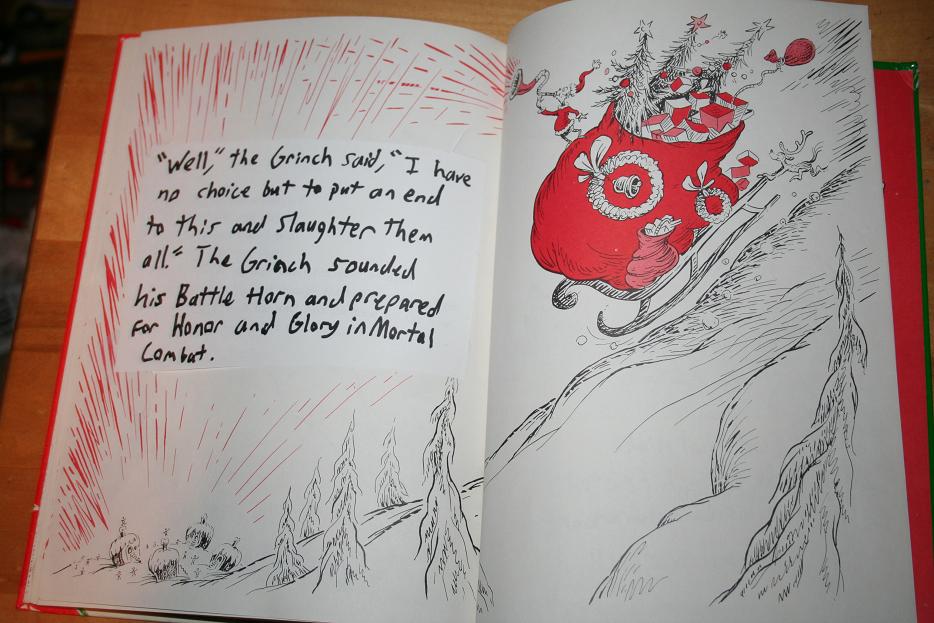 "Well," the Grinch said, "I have
no choice but to put an end
to this and Slaughter Them
all." The Grinch sounded
his Battle Horn and prepared
for Honor and Glory in Mortal
Combat.